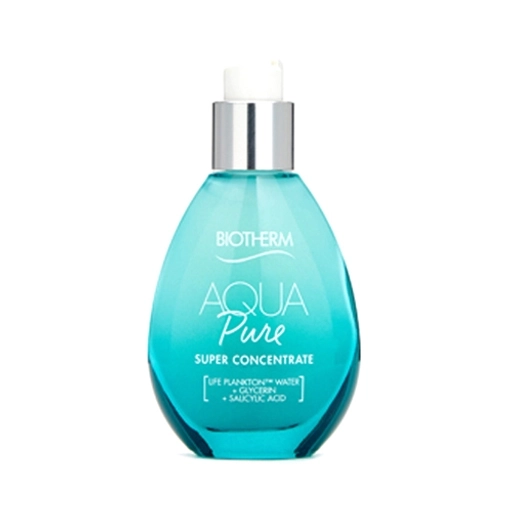 BIOTHERM
AQUA
Pure
SUPER CONCENTRATE
[LIFE PLANKTON™ WATER
+ GLYCERIN
+ SALICYLIC ACID]